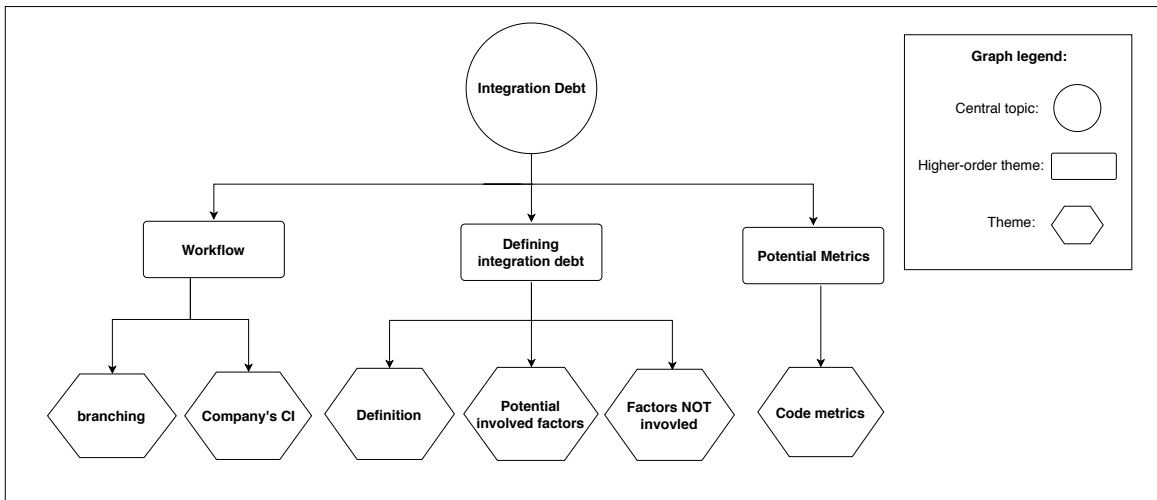 Integration Debt
Graph legend:
Central topic:
Higher-order theme:
Theme:
Workflow
Defining
integration debt
Potential Metrics
branching
Company's CI
Definition
Potential
involved factors
Factors NOT
invovled
Code metrics